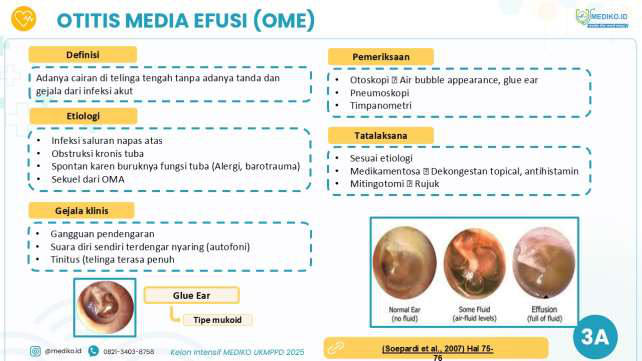 OTITIS MEDIA EFUSI (OME)
MEDIKO.ID
Definisi
Adanya cairan di telinga tengah tanpa adanya tanda dan
gejala dari infeksi akut
Etiologi
• Infeksi saluran napas atas
• Obstruksi kronis tuba
• Spontan karen buruknya fungsi tuba (Alergi, barotrauma)
• Sekuel dari OMA
Gejala klinis
• Gangguan pendengaran
• Suara diri sendiri terdengar nyaring (autofoni)
• Tinitus (telinga terasa penuh
Glue Ear
Tipe mukoid
Pemeriksaan
• Otoskopi Air bubble appearance, glue ear
• Pneumoskopi
• Timpanometri
Tatalaksana
• Sesuai etiologi
• Medikamentosa Dekongestan topical, antihistamin
• Mitingotomi Rujuk
Normal Ear
(no fluid)
Some Fluid
(air-fluid levels)
Effusion
(full of fluid)
3A
@mediko.id
0821-3403-8758
Kelon Intensif MEDIKO UKMPPD 2025
(Soepardi et al., 2007) Hal 75-
76